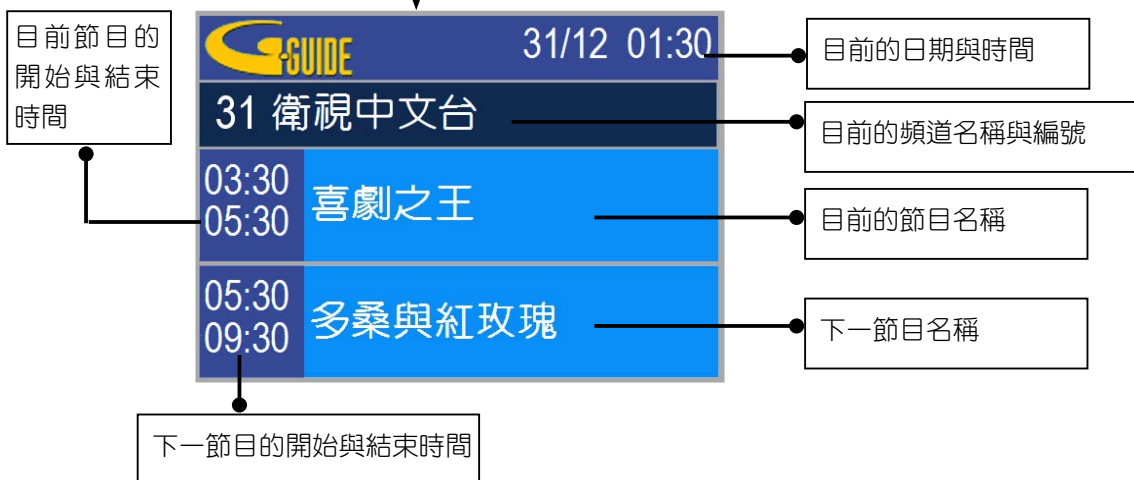 目前節目的
開始與結束
時間
G-GUIDE 31/12 01:30
目前的日期與時間
31 衛視中文台
目前的頻道名稱與編號
03:30
05:30
喜劇之王
目前的節目名稱
05:30
09:30
多桑與紅玫瑰
下一節目名稱
下一節目的開始與結束時間